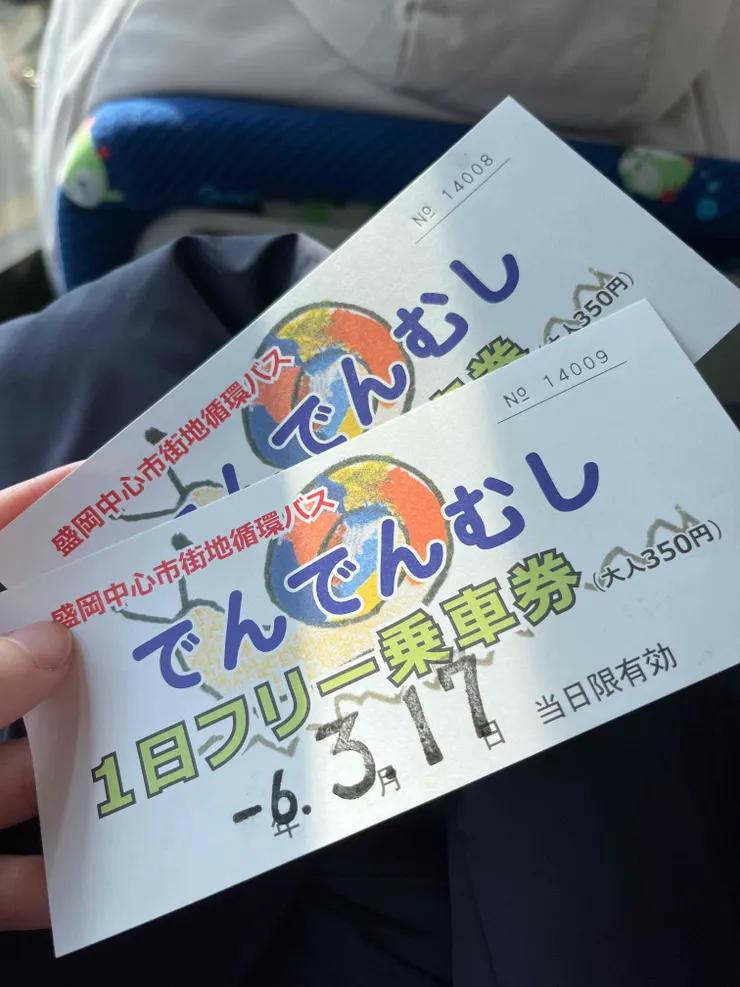 № 14008
盛岡中心市街地循環バス
でんでんむし
券 大人350円)
№ 14009
盛岡中心市街地循環バス
でんでんむし
1日フリー乗車券 (大人350円)
-6.年 3.月 17日 当日限有効